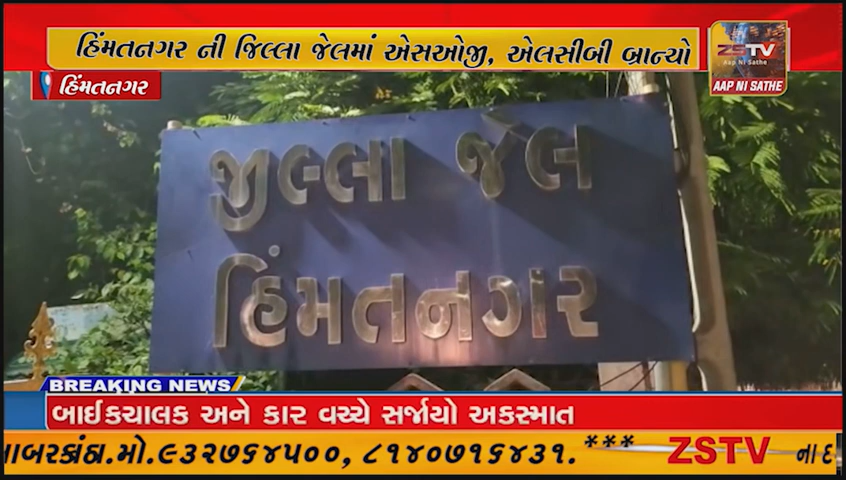 હિંમતનગર ની જિલ્લા જેલમાં એસઓજી, એલસીબી બ્રાન્ચો
ZSTV
Aap Ni Sathe
AAP NI SATHE
હિંમતનગર
જીલ્લા જેલ
હિંમતનગર
BREAKING NEWS
બાઈકચાલક અને કાર વચ્ચે સર્જાયો અકસ્માત
ાબરકાંઠા.મો.૯૩૨૭૬૪૫૦૦, ૮૧૪૦૭૧૬૪૩૧.*** ZSTV ના દ